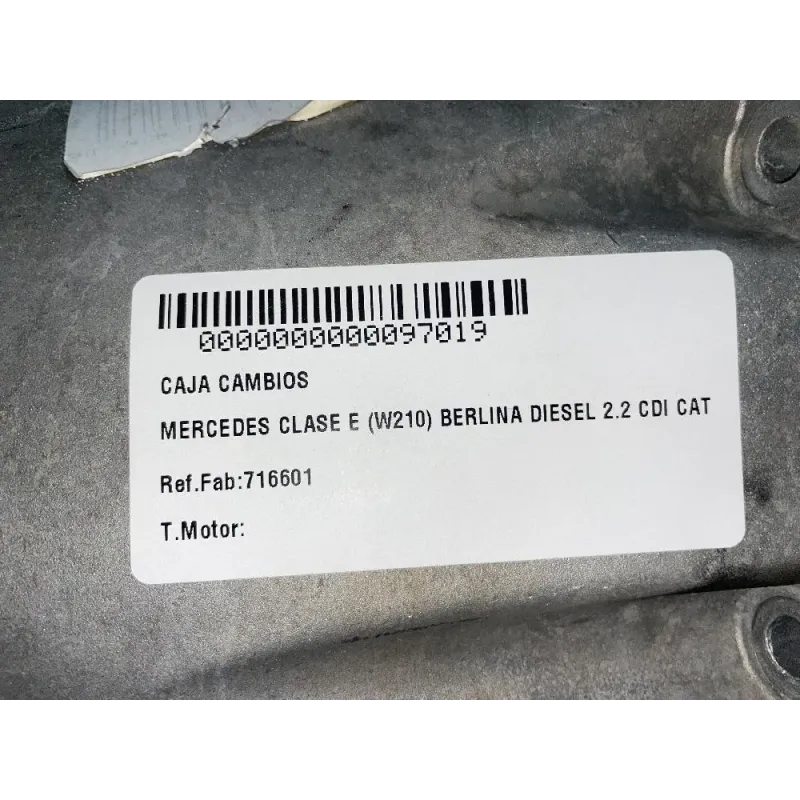 0000000000097019
CAJA CAMBIOS
MERCEDES CLASE E (W210) BERLINA DIESEL 2.2 CDI CAT
Ref.Fab:716601
T.Motor: